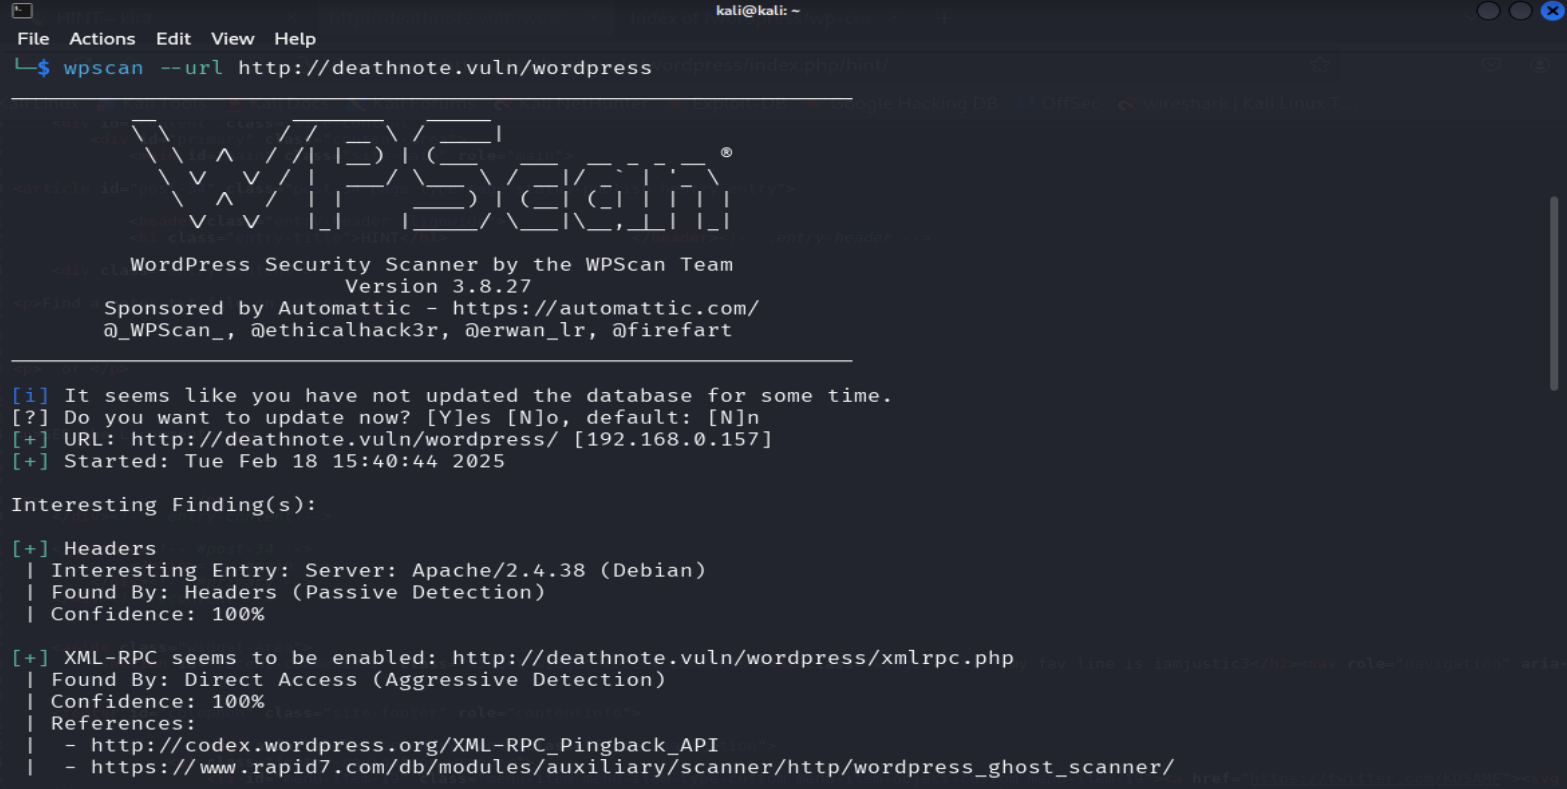 kali@kali: ~
File Actions Edit View Help
└─$ wpscan --url http://deathnote.vuln/wordpress
WPScan ®
WordPress Security Scanner by the WPScan Team
Version 3.8.27
Sponsored by Automattic - https://automattic.com/
@_WPScan_, @ethicalhack3r, @erwan_lr, @firefart
[i] It seems like you have not updated the database for some time.
[?] Do you want to update now? [Y]es [N]o, default: [N]n
[+] URL: http://deathnote.vuln/wordpress/ [192.168.0.157]
[+] Started: Tue Feb 18 15:40:44 2025
Interesting Finding(s):
[+] Headers
| Interesting Entry: Server: Apache/2.4.38 (Debian)
| Found By: Headers (Passive Detection)
| Confidence: 100%
[+] XML-RPC seems to be enabled: http://deathnote.vuln/wordpress/xmlrpc.php
| Found By: Direct Access (Aggressive Detection)
| Confidence: 100%
| References:
|  - http://codex.wordpress.org/XML-RPC_Pingback_API
|  - https://www.rapid7.com/db/modules/auxiliary/scanner/http/wordpress_ghost_scanner/